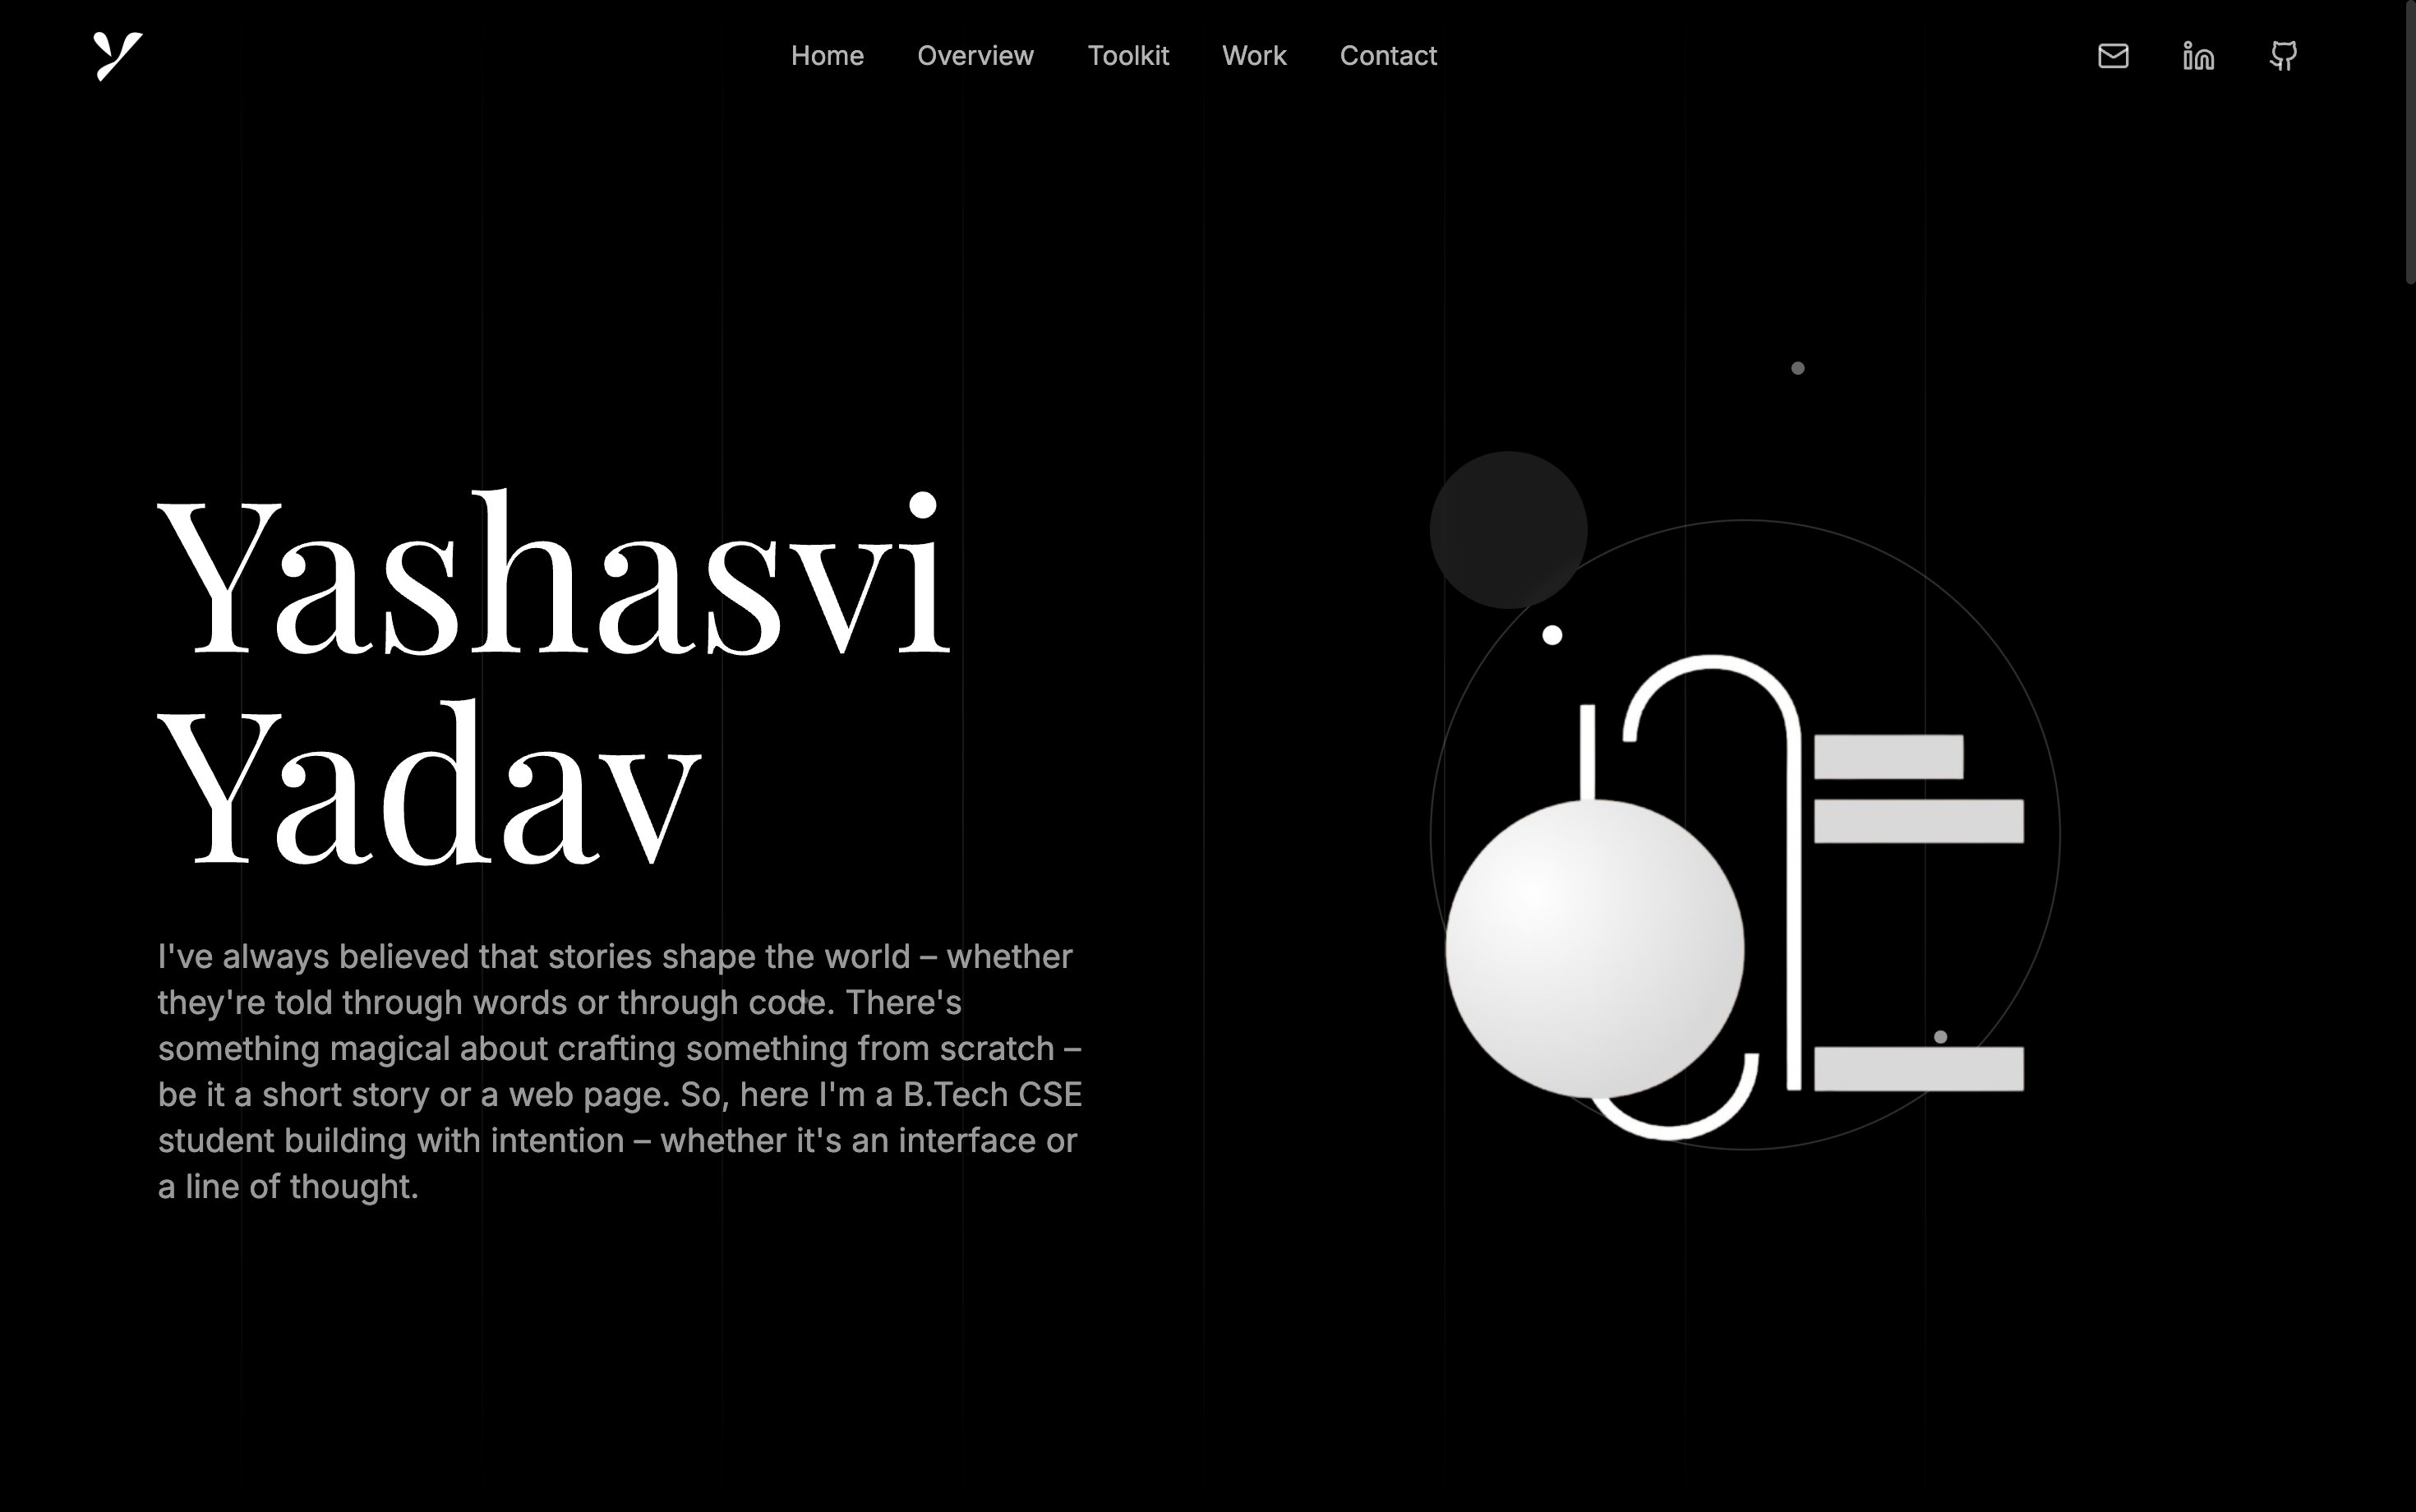 Home Overview Toolkit Work Contact
Yashasvi
Yadav
I've always believed that stories shape the world – whether
they're told through words or through code. There's
something magical about crafting something from scratch –
be it a short story or a web page. So, here I'm a B.Tech CSE
student building with intention – whether it's an interface or
a line of thought.